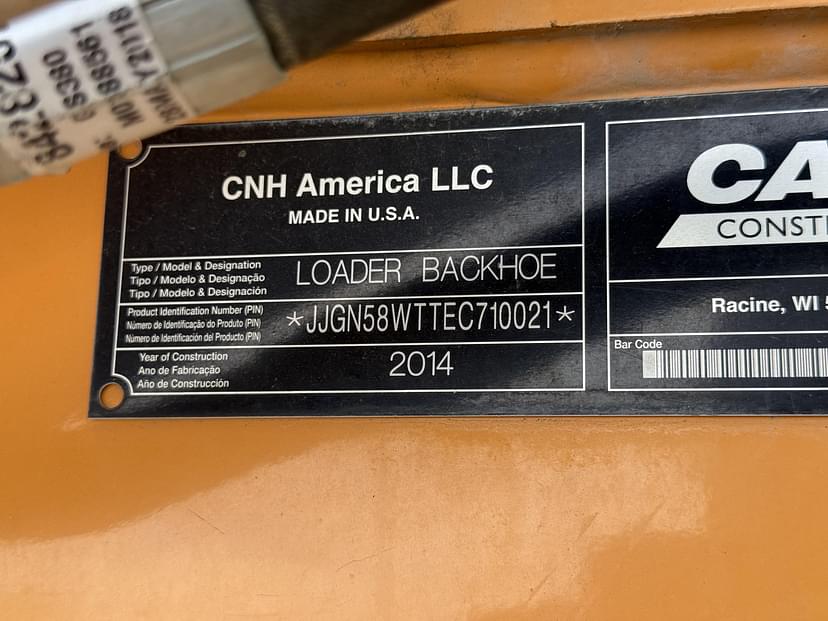 CNH America LLC
MADE IN U.S.A.
Type / Model & Designation
Tipo / Modelo & Designação
Tipo / Modelo & Designación
LOADER BACKHOE
Product Identification Number (PIN)
Número de Identificação do Produto (PIN)
Número de Identificación del Producto (PIN)
*JJGN58WTTEC710021*
Year of Construction
Ano de Fabricação
Año de Construcción
2014
CA
CONST
Racine, WI 5
Bar Code